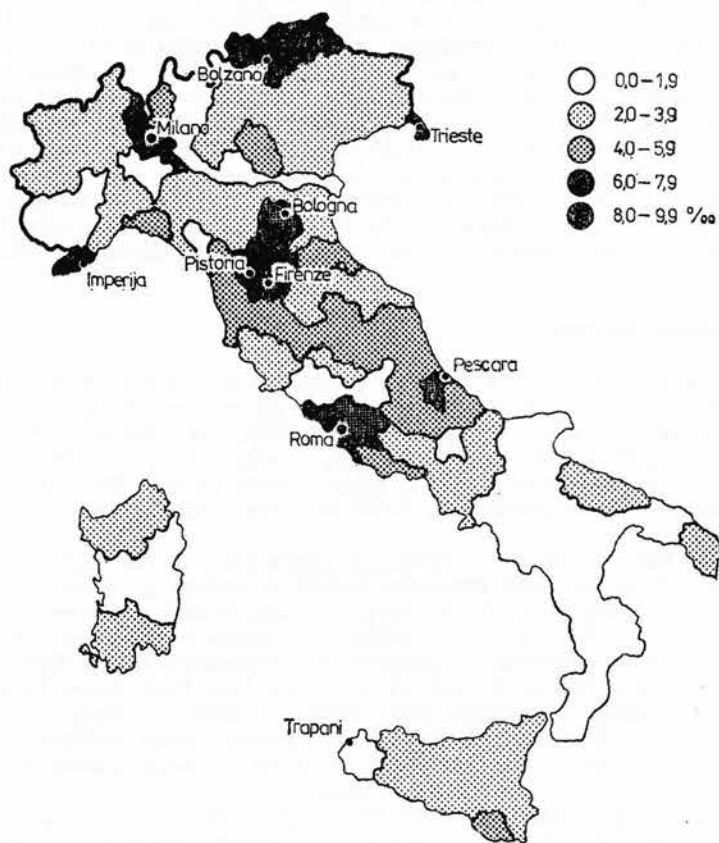 0,0-1,9
2,0-3,9
4,0-5,9
6,0-7,9
8,0-9,9 ‰
Bolzano
Milano
Trieste
Bologna
Pistoria
Firenze
Imperija
Pescara
Roma
Trapani